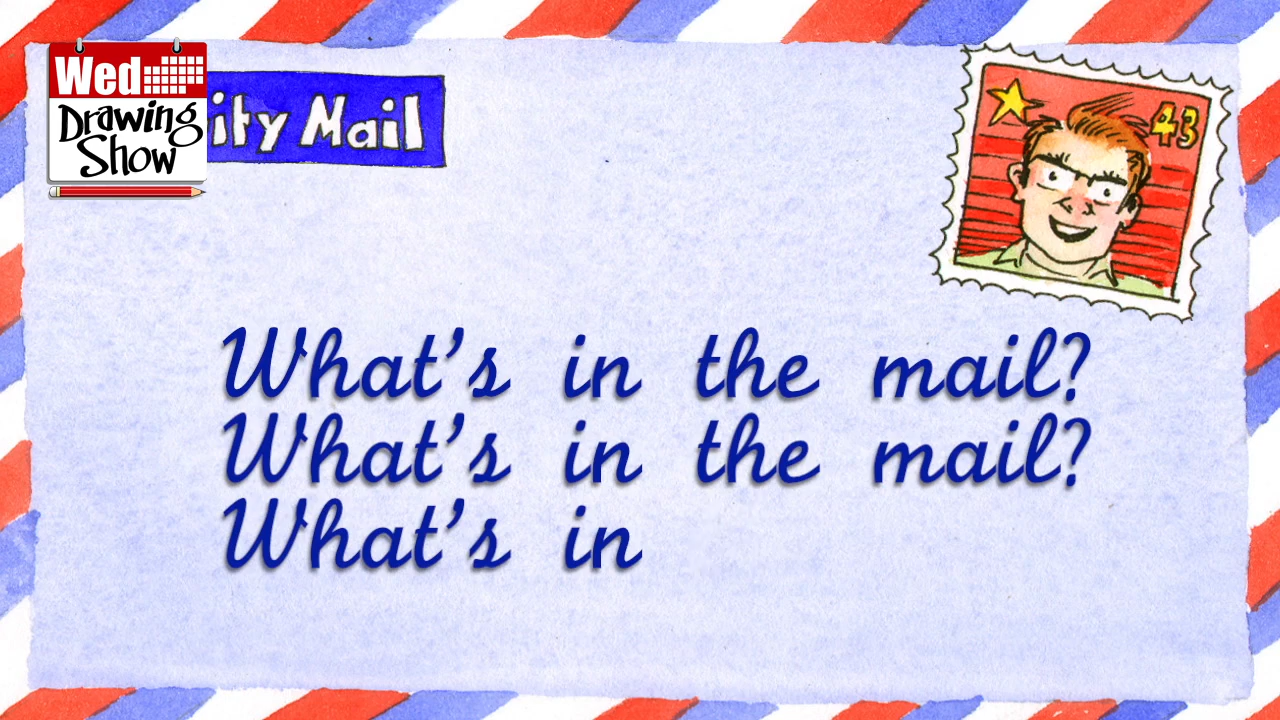 Wed
Drawing
Show
ity Mail
43
What's in the mail?
What's in the mail?
What's in